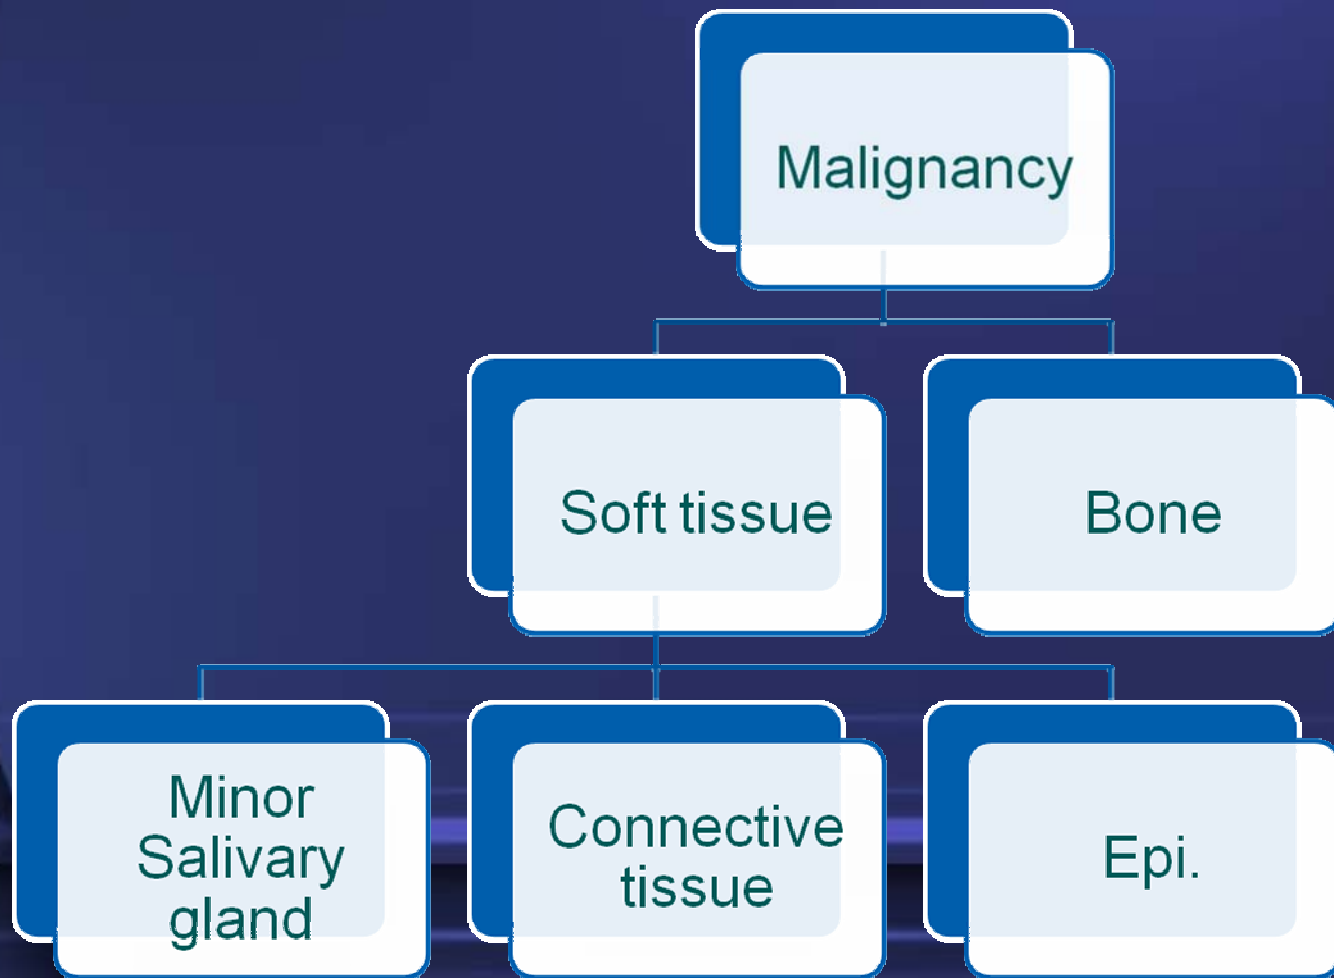 Malignancy
Soft tissue
Bone
Minor
Salivary
gland
Connective
tissue
Epi.